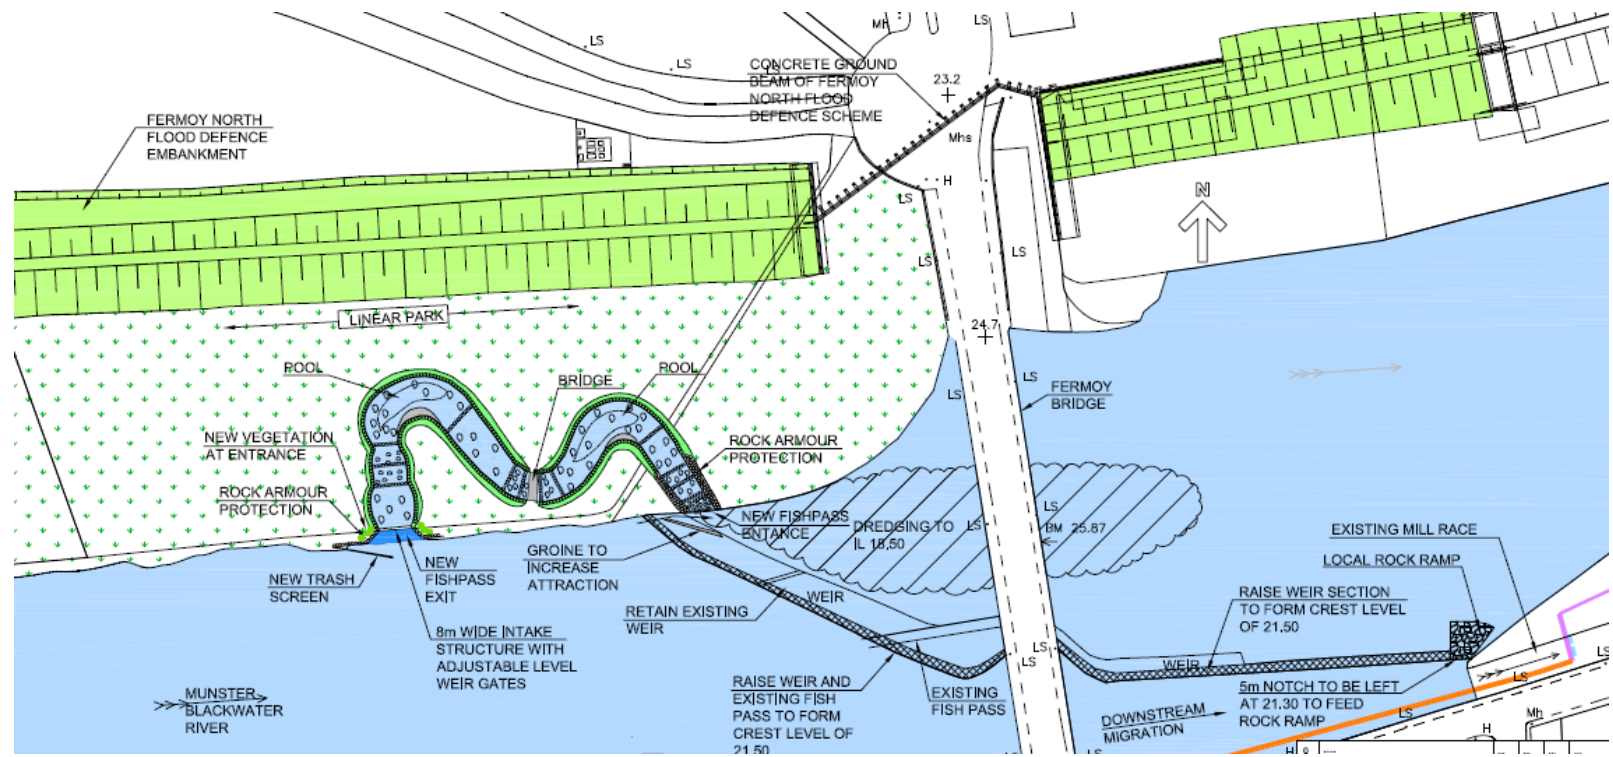 LS
Mh
LS
LS
LS
CONCRETE GROUND
BEAM OF FERMOY
NORTH FLOOD
DEFENCE SCHEME
23.2
Mhs
FERMOY NORTH
FLOOD DEFENCE
EMBANKMENT
H
LS
N
LS
LS
LINEAR PARK
24.7
POOL
BRIDGE
POOL
LS
LS
FERMOY
BRIDGE
NEW VEGETATION
AT ENTRANCE
ROCK ARMOUR
PROTECTION
ROCK ARMOUR
PROTECTION
LS
NEW FISHPASS
ENTANCE
DREDGING TO
IL 18,50
LS
BM 25.87
EXISTING MILL RACE
LOCAL ROCK RAMP
NEW TRASH
SCREEN
NEW
FISHPASS
EXIT
GROINE TO
INCREASE
ATTRACTION
WEIR
RAISE WEIR SECTION
TO FORM CREST LEVEL
OF 21.50
RETAIN EXISTING
WEIR
8m WIDE INTAKE
STRUCTURE WITH
ADJUSTABLE LEVEL
WEIR GATES
LS
LS
WEIR
LS
LS
MUNSTER
BLACKWATER
RIVER
RAISE WEIR AND
EXISTING FISH
PASS TO FORM
CREST LEVEL OF
21.50
EXISTING
FISH PASS
DOWNSTREAM
MIGRATION
5m NOTCH TO BE LEFT
AT 21.30 TO FEED
ROCK RAMP
LS
Mh
H
LS
H